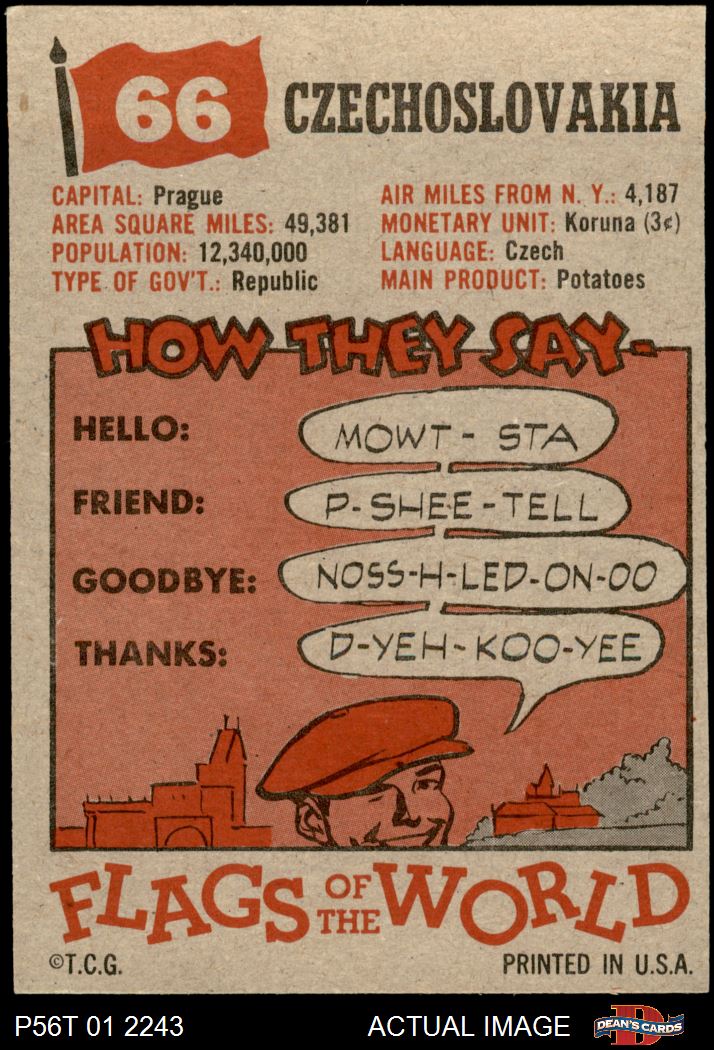 66
CZECHOSLOVAKIA
CAPITAL: Prague
AREA SQUARE MILES: 49,381
POPULATION: 12,340,000
TYPE OF GOV'T.: Republic
AIR MILES FROM N. Y.: 4,187
MONETARY UNIT: Koruna (3¢)
LANGUAGE: Czech
MAIN PRODUCT: Potatoes
HOW THEY SAY-
HELLO: MOWT - STA
FRIEND: P-SHEE-TELL
GOODBYE: NOSS-H-LED-ON-OO
THANKS: D-YEH-KOO-YEE
FLAGS OF THE WORLD
©T.C.G. PRINTED IN U.S.A.
P56T 01 2243 ACTUAL IMAGE D DEAN'S CARDS